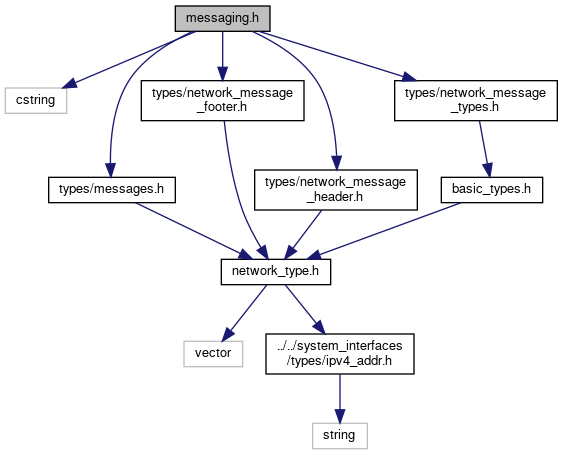 messaging.h
cstring
types/network_message
_footer.h
types/network_message
_types.h
types/messages.h
types/network_message
_header.h
basic_types.h
network_type.h
vector
../../system_interfaces
/types/ipv4_addr.h
string